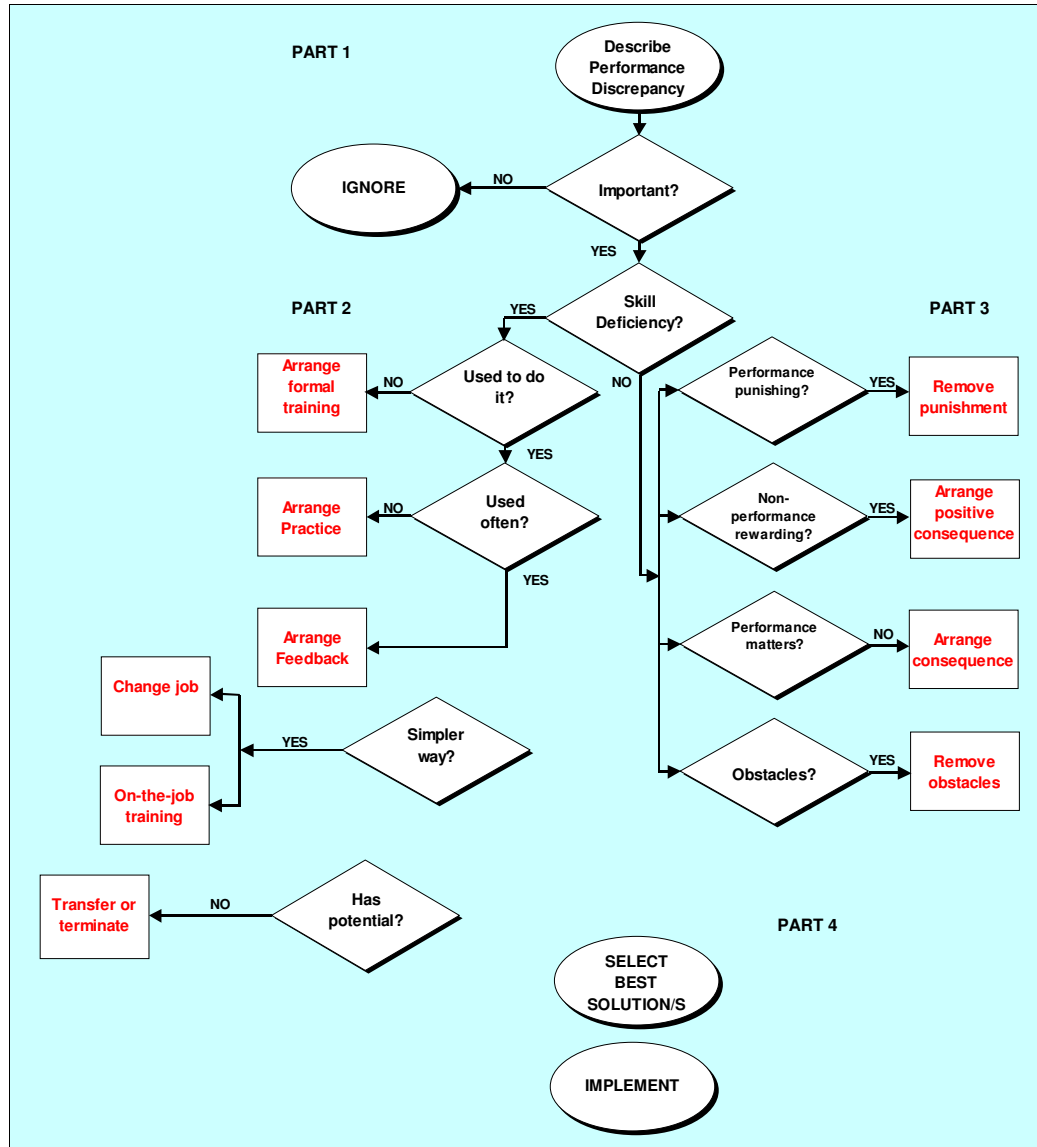 PART 1
Describe
Performance
Discrepancy
IGNORE
NO
Important?
YES
PART 2
YES
Skill
Deficiency?
PART 3
Arrange
formal
training
NO
Used to do
it?
NO
Performance
punishing?
YES
Remove
punishment
YES
Arrange
Practice
NO
Used
often?
Non-
performance
rewarding?
YES
Arrange
positive
consequence
YES
Arrange
Feedback
Performance
matters?
NO
Arrange
consequence
Change job
YES
Simpler
way?
On-the-job
training
Obstacles?
YES
Remove
obstacles
Transfer or
terminate
NO
Has
potential?
PART 4
SELECT
BEST
SOLUTION/S
IMPLEMENT